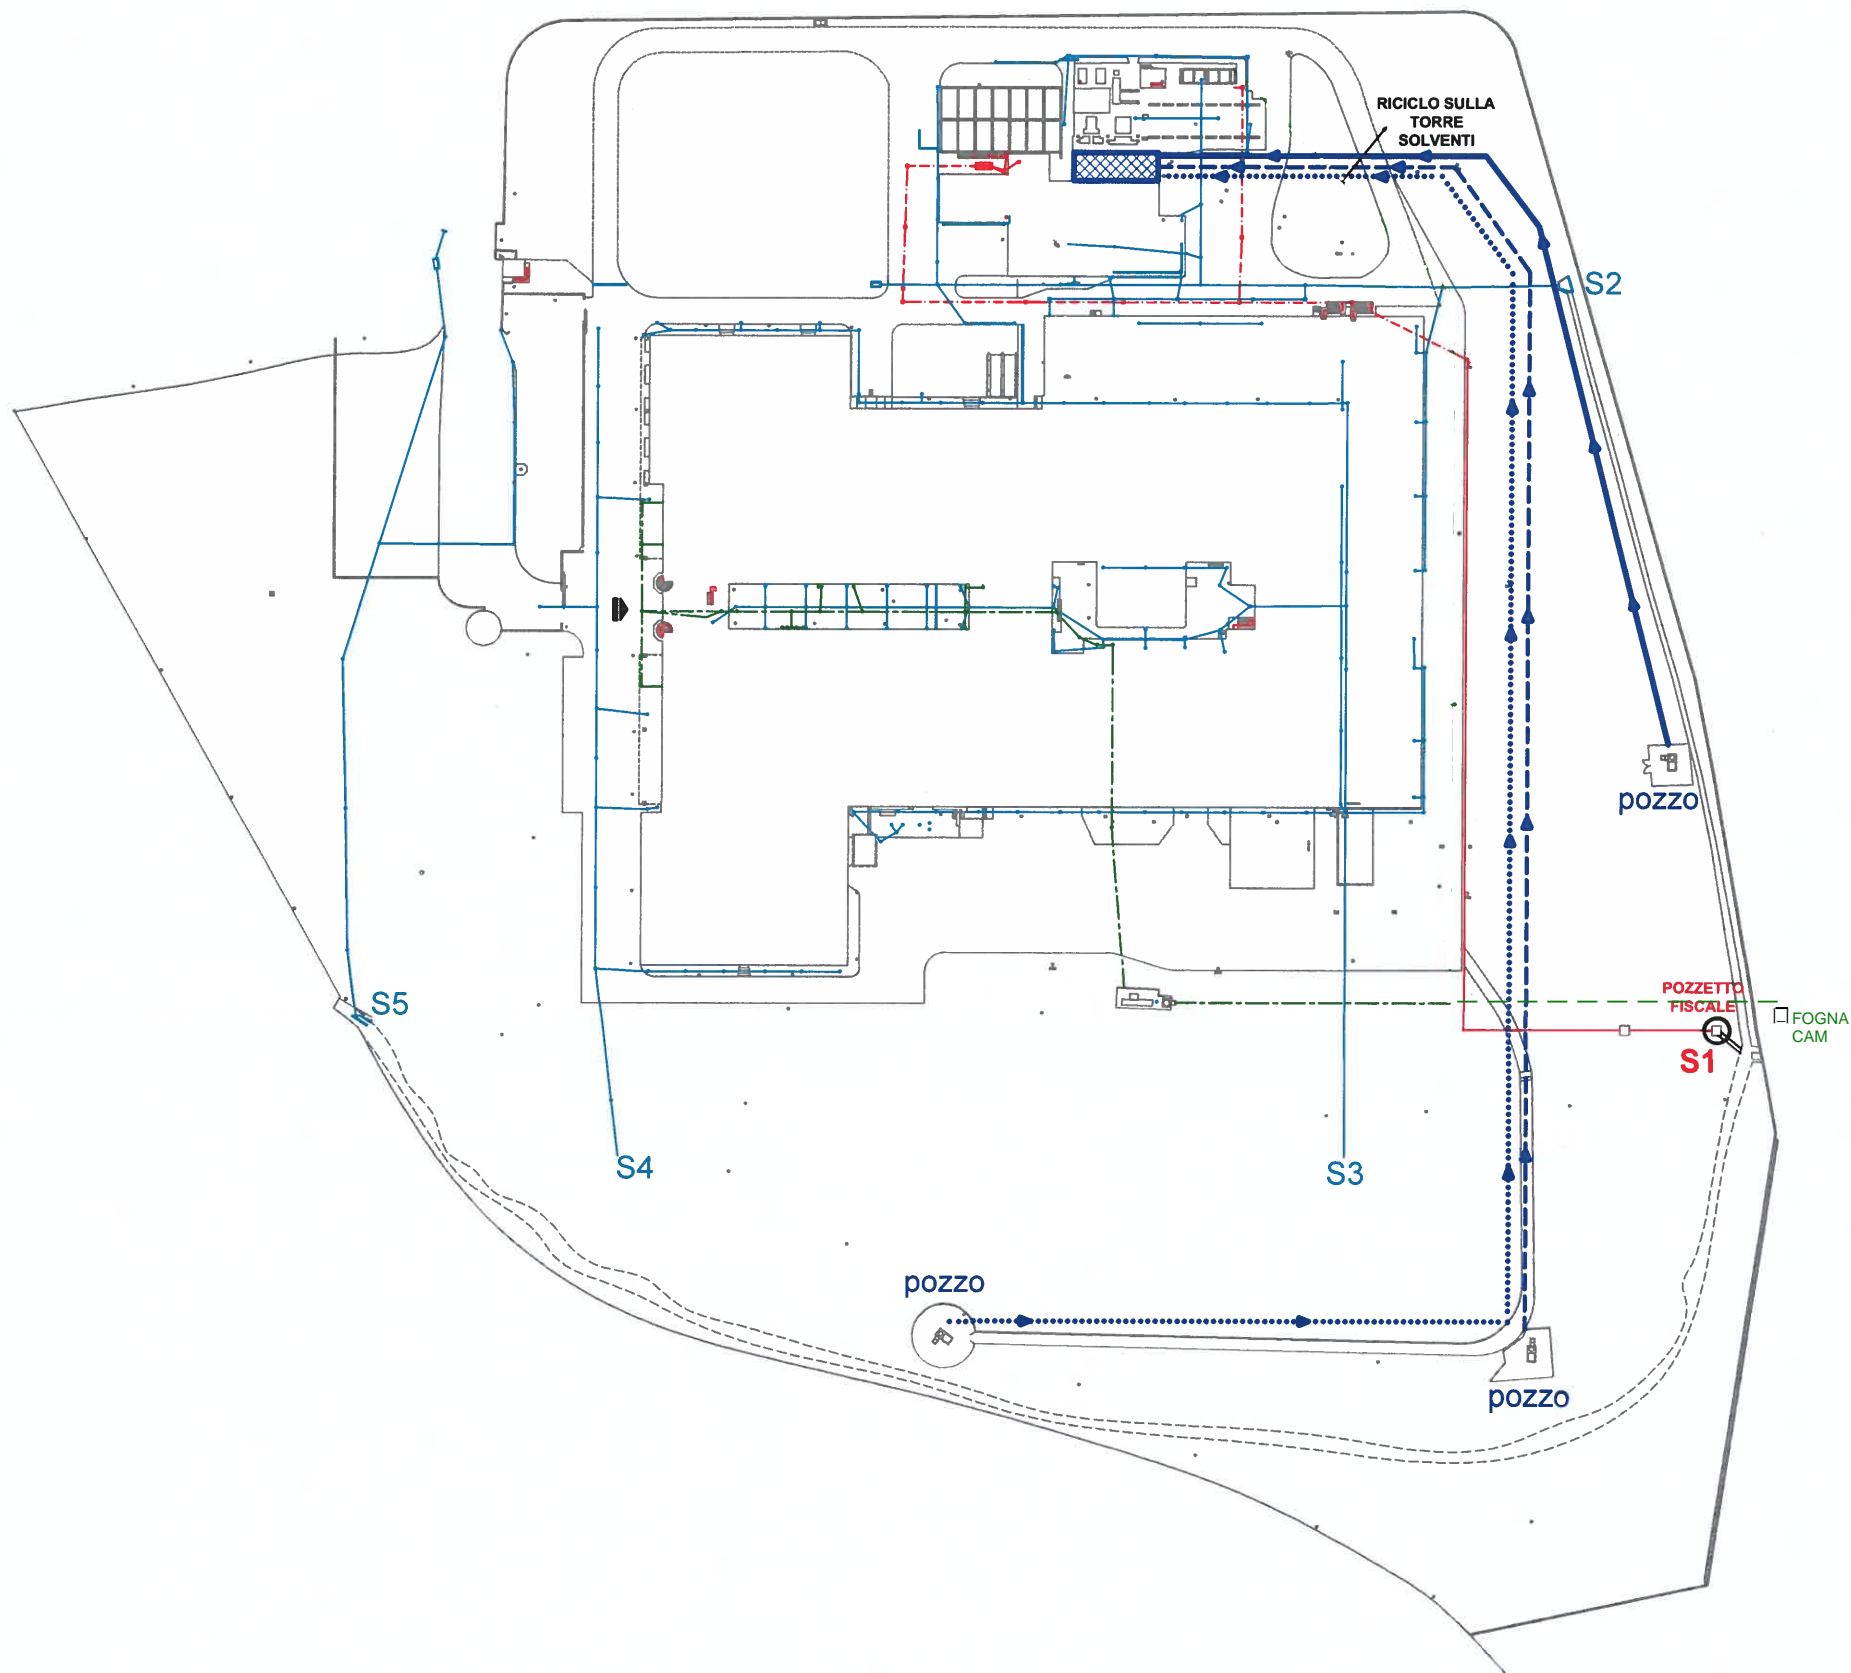 RICICLO SULLA
TORRE
SOLVENTI
S2
pozzo
POZZETTO
FISCALE
S5
FOGNA
CAM
S1
S4
S3
pozzo
pozzo